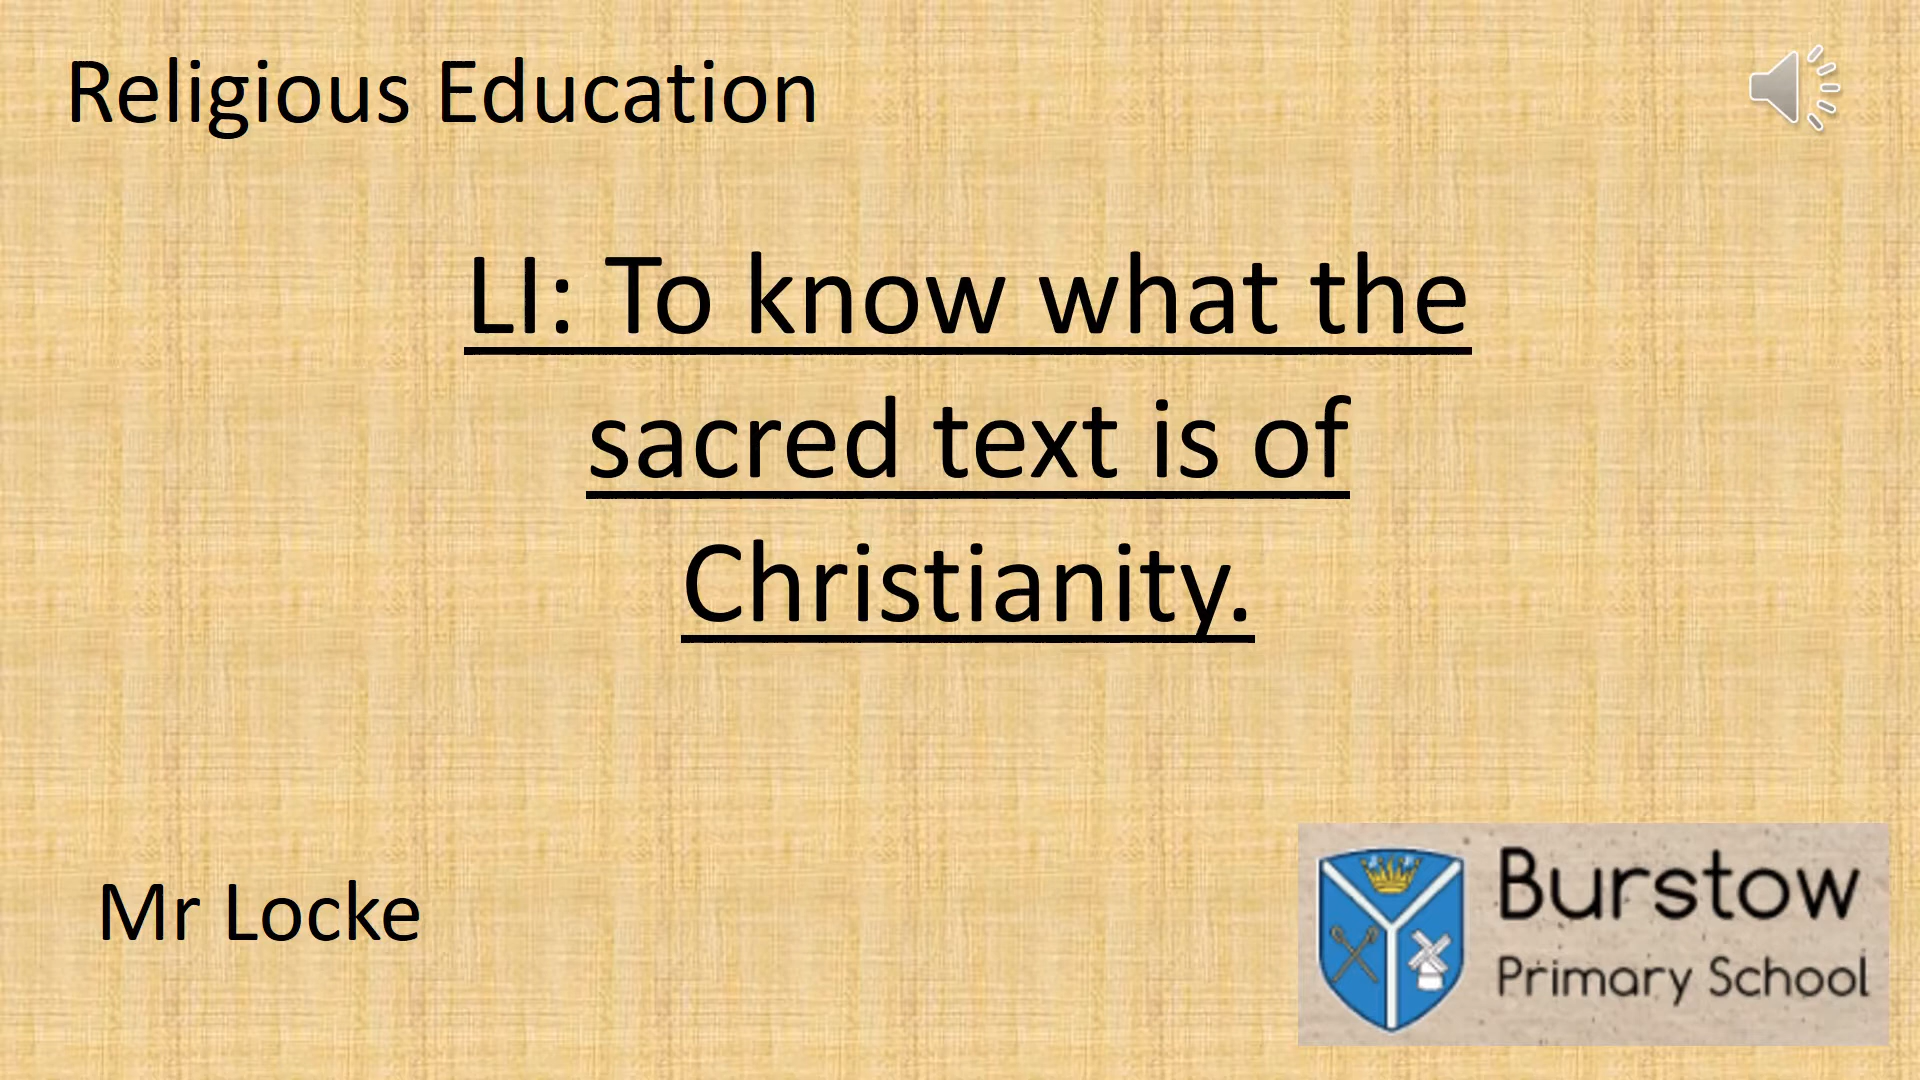 Religious Education
LI: To know what the
sacred text is of
Christianity.
Mr Locke
Burstow
Primary School